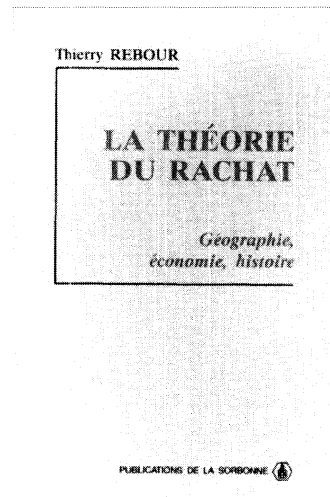 Thierry REBOUR
LA THÉORIE
DU RACHAT
Géographie,
économie, histoire
PUBLICATIONS DE LA SORBONNE